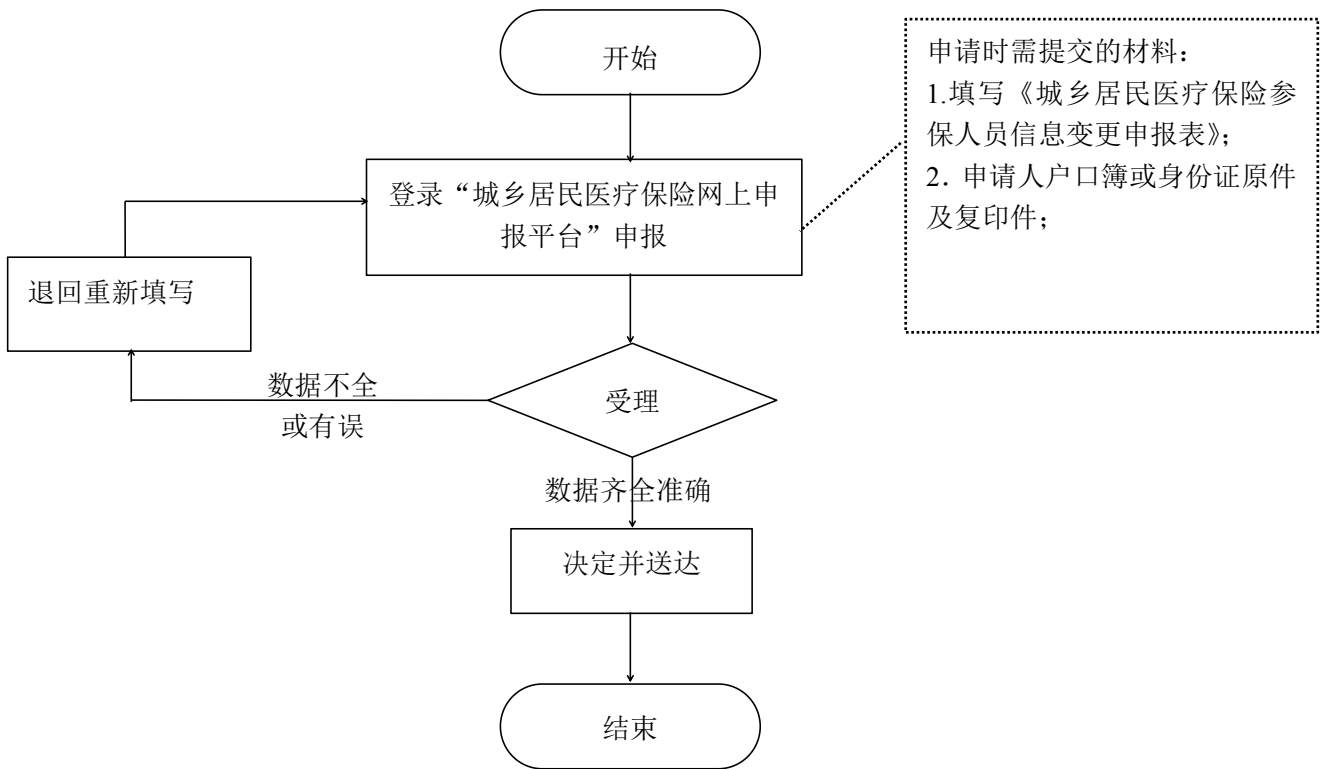 开始
申请时需提交的材料：
1.填写《城乡居民医疗保险参
保人员信息变更申报表》；
2. 申请人户口簿或身份证原件
及复印件；
登录“城乡居民医疗保险网上申
报平台”申报
退回重新填写
数据不全
或有误
受理
数据齐全准确
决定并送达
结束